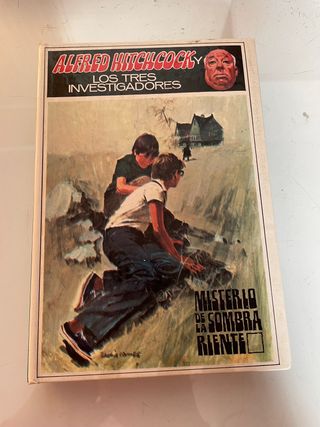 ALFRED HITCHCOCK Y
LOS TRES
INVESTIGADORES
MISTERIO
DE LA
SOMBRA
RIENTE